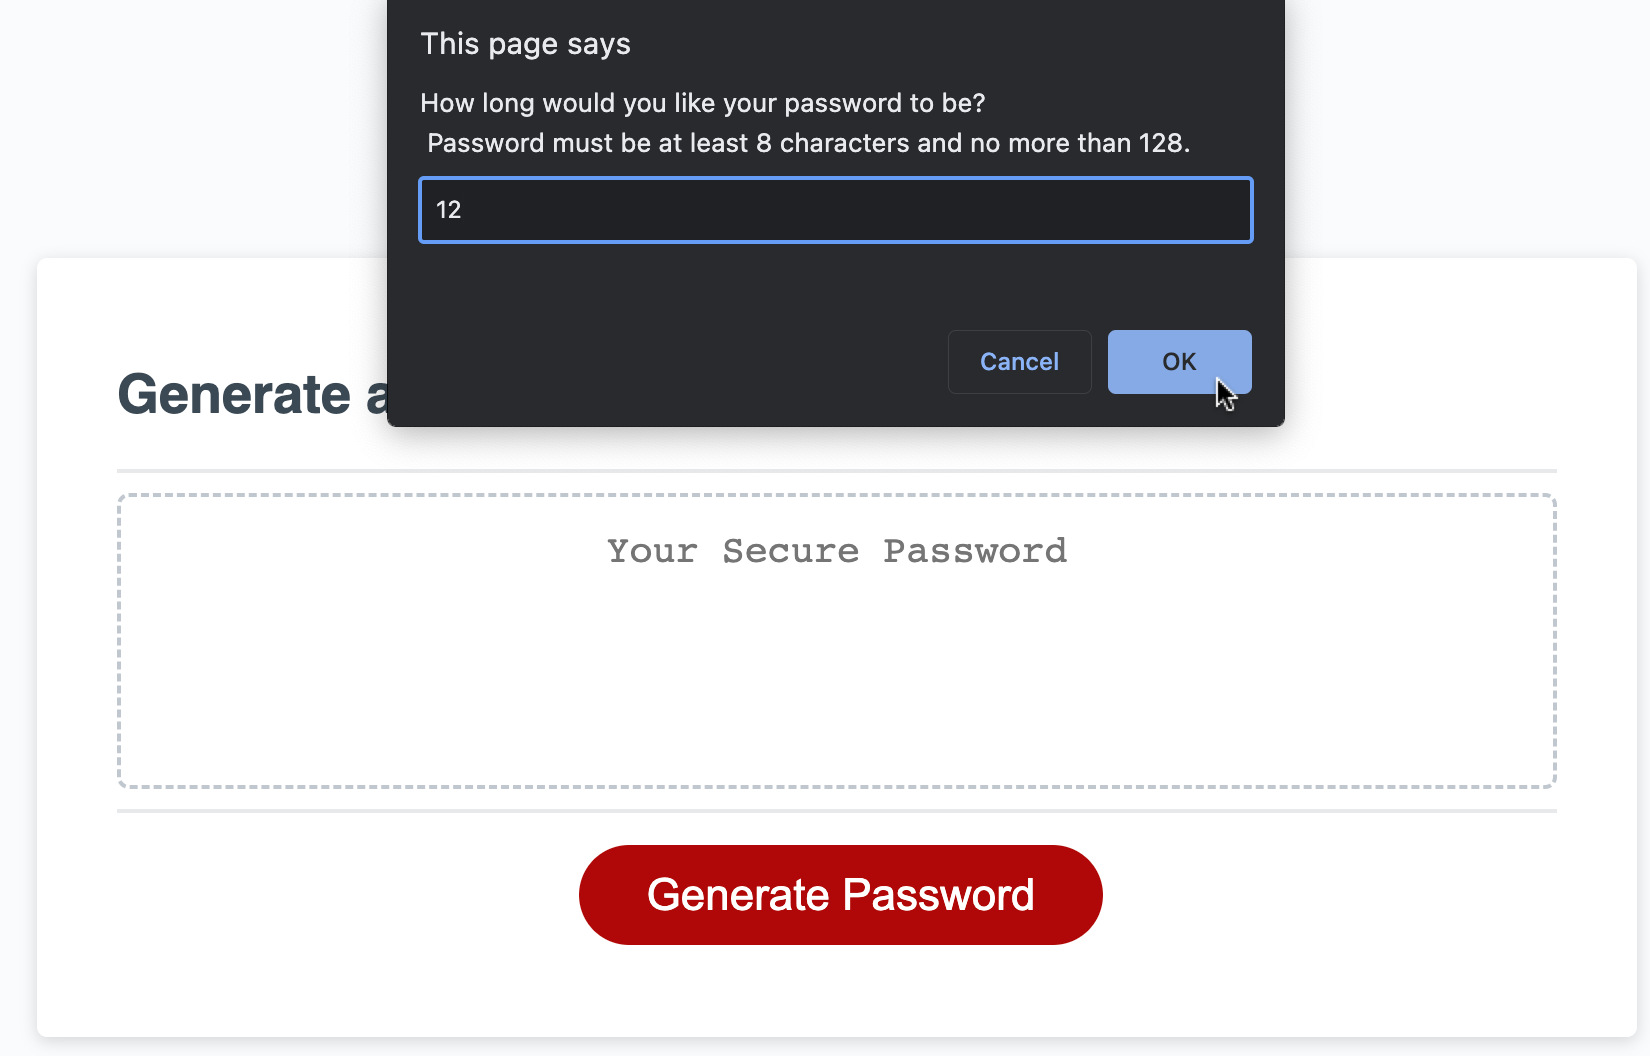 This page says
How long would you like your password to be?
Password must be at least 8 characters and no more than 128.
12
Cancel
OK
Generate a
Your Secure Password
Generate Password